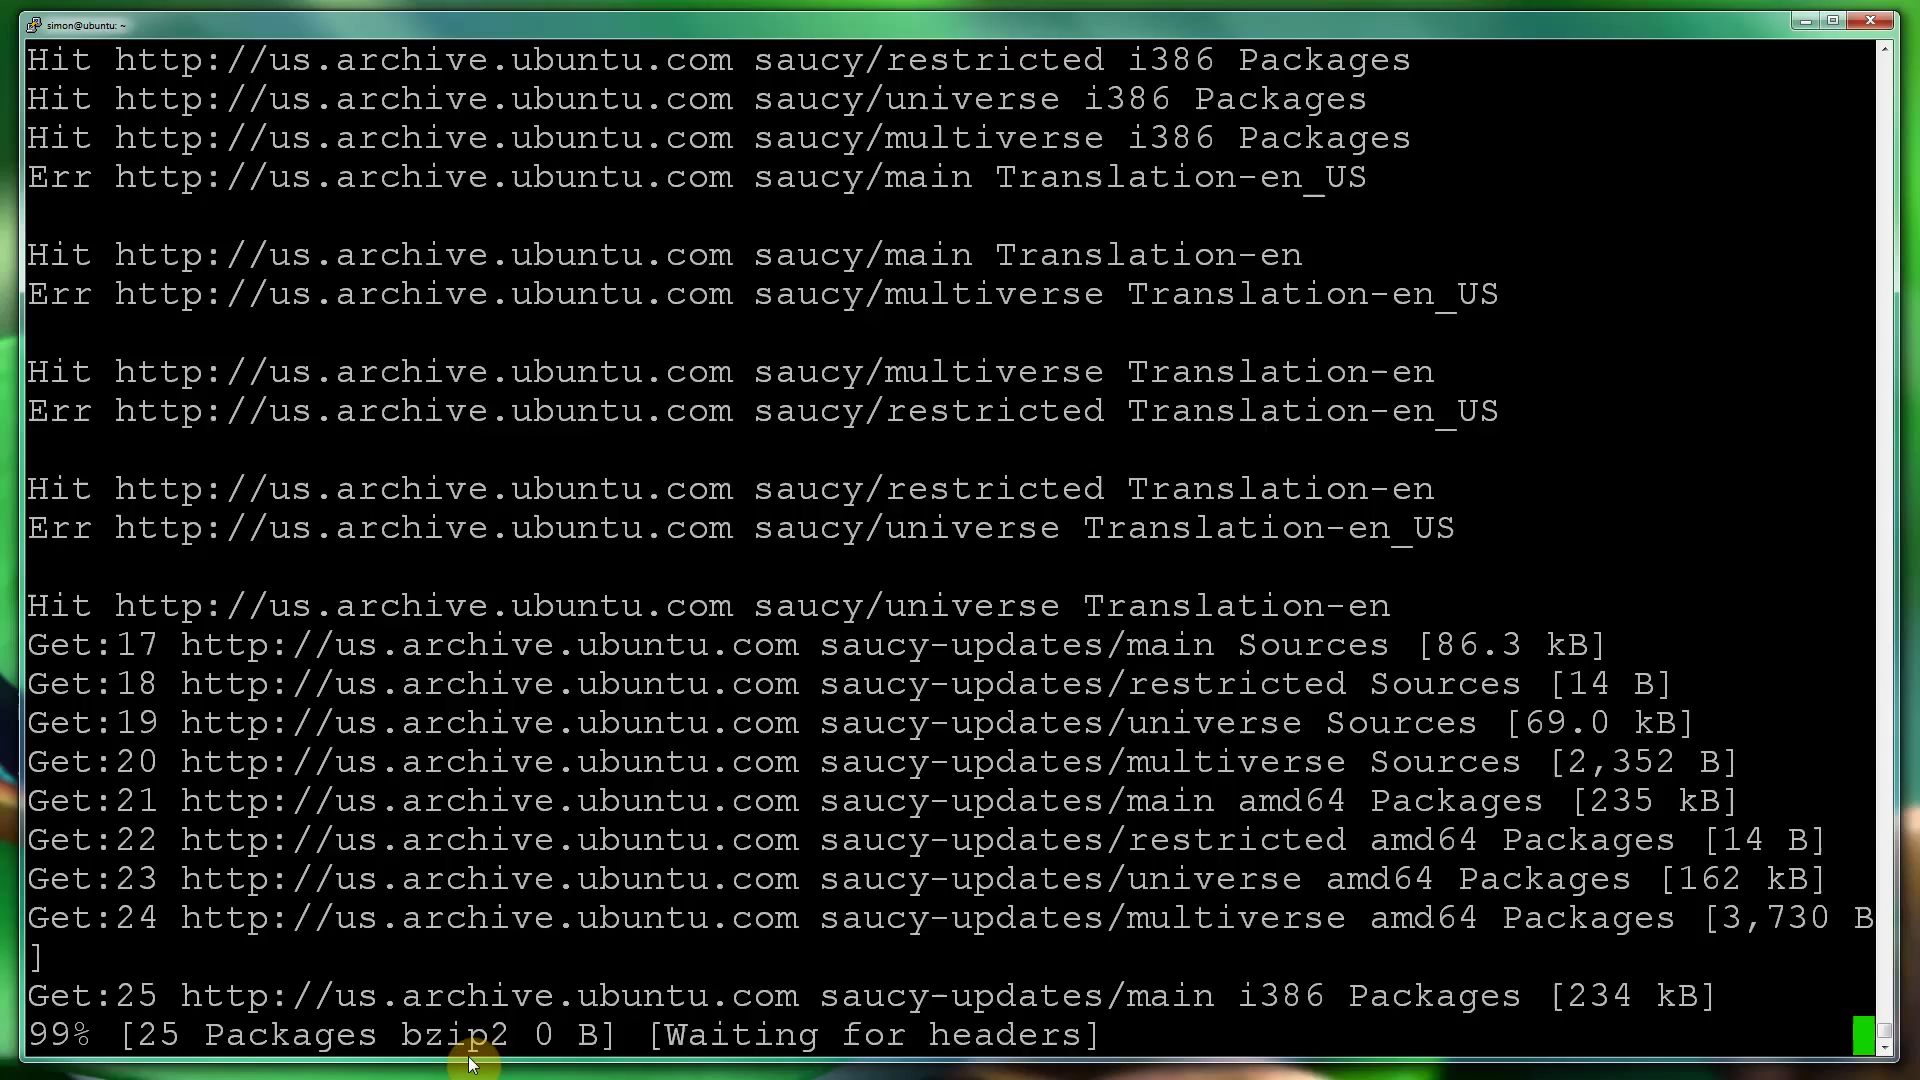 simon@ubuntu: ~
Hit http://us.archive.ubuntu.com saucy/restricted i386 Packages
Hit http://us.archive.ubuntu.com saucy/universe i386 Packages
Hit http://us.archive.ubuntu.com saucy/multiverse i386 Packages
Err http://us.archive.ubuntu.com saucy/main Translation-en_US
Hit http://us.archive.ubuntu.com saucy/main Translation-en
Err http://us.archive.ubuntu.com saucy/multiverse Translation-en_US
Hit http://us.archive.ubuntu.com saucy/multiverse Translation-en
Err http://us.archive.ubuntu.com saucy/restricted Translation-en_US
Hit http://us.archive.ubuntu.com saucy/restricted Translation-en
Err http://us.archive.ubuntu.com saucy/universe Translation-en_US
Hit http://us.archive.ubuntu.com saucy/universe Translation-en
Get:17 http://us.archive.ubuntu.com saucy-updates/main Sources [86.3 kB]
Get:18 http://us.archive.ubuntu.com saucy-updates/restricted Sources [14 B]
Get:19 http://us.archive.ubuntu.com saucy-updates/universe Sources [69.0 kB]
Get:20 http://us.archive.ubuntu.com saucy-updates/multiverse Sources [2,352 B]
Get:21 http://us.archive.ubuntu.com saucy-updates/main amd64 Packages [235 kB]
Get:22 http://us.archive.ubuntu.com saucy-updates/restricted amd64 Packages [14 B]
Get:23 http://us.archive.ubuntu.com saucy-updates/universe amd64 Packages [162 kB]
Get:24 http://us.archive.ubuntu.com saucy-updates/multiverse amd64 Packages [3,730 B
]
Get:25 http://us.archive.ubuntu.com saucy-updates/main i386 Packages [234 kB]
99% [25 Packages bzip2 0 B] [Waiting for headers]